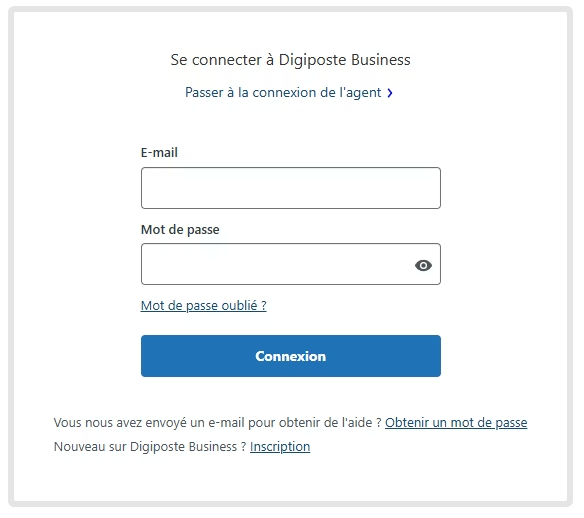 Se connecter à Digiposte Business
Passer à la connexion de l'agent
E-mail
Mot de passe
Mot de passe oublié ?
Connexion
Vous nous avez envoyé un e-mail pour obtenir de l'aide ? Obtenir un mot de passe
Nouveau sur Digiposte Business ? Inscription